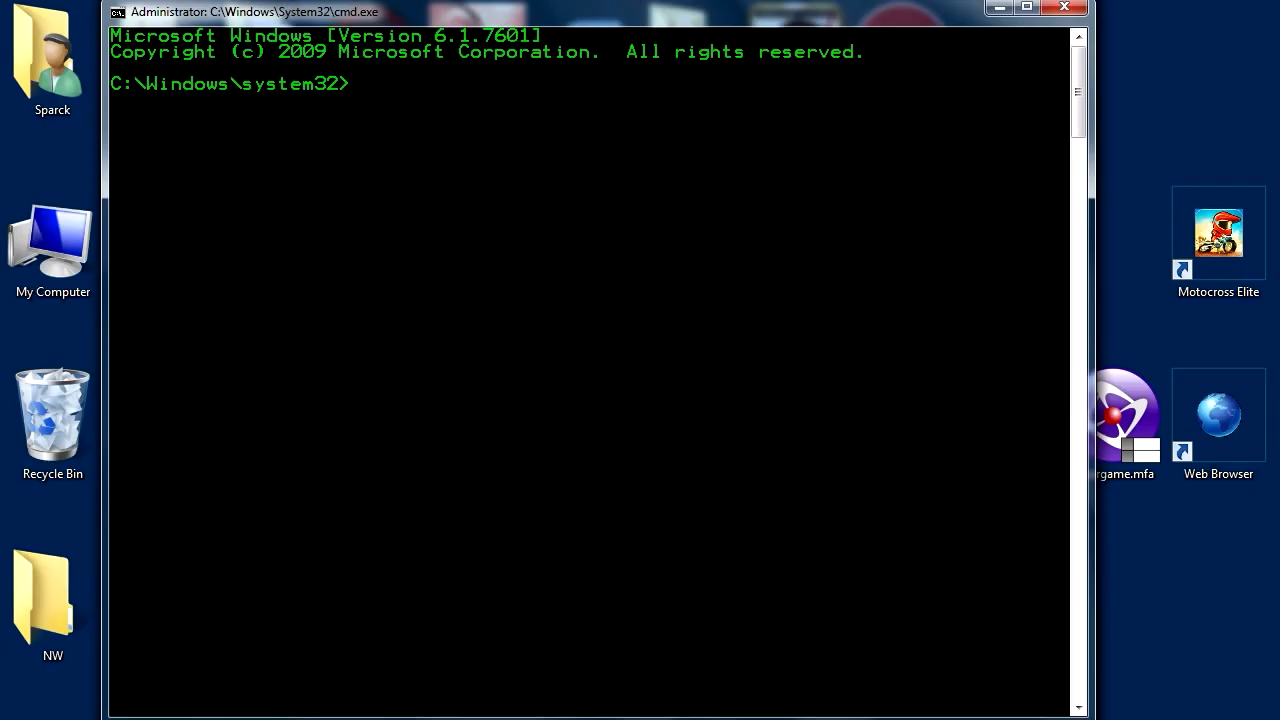 Administrator: C:\Windows\System32\cmd.exe
Microsoft Windows [Version 6.1.7601]
Copyright (c) 2009 Microsoft Corporation.  All rights reserved.
C:\Windows\system32>
Sparck
My Computer
Recycle Bin
NW
Motocross Elite
rgame.mfa
Web Browser